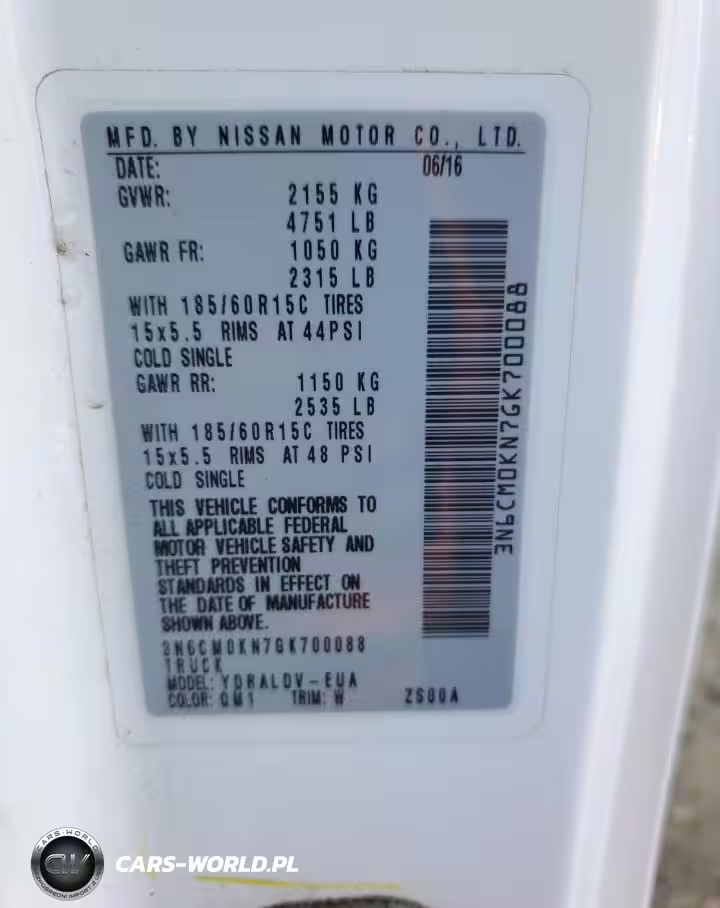 MFD. BY NISSAN MOTOR CO., LTD.
DATE: 06/16
GVWR: 2155 KG
4751 LB
GAWR FR: 1050 KG
2315 LB
WITH 185/60R15C TIRES
15x5.5 RIMS AT 44PSI
COLD SINGLE
GAWR RR: 1150 KG
2535 LB
WITH 185/60R15C TIRES
15x5.5 RIMS AT 48 PSI
COLD SINGLE
THIS VEHICLE CONFORMS TO
ALL APPLICABLE FEDERAL
MOTOR VEHICLE SAFETY AND
THEFT PREVENTION
STANDARDS IN EFFECT ON
THE DATE OF MANUFACTURE
SHOWN ABOVE.
3N6CM0KN7GK700088
TRUCK
MODEL: YDRALDV-EUA
COLOR: QM1 TRIM: W ZS00A
3N6CM0KN7GK700088
CARS-WORLD
CW
CARS-WORLD.PL